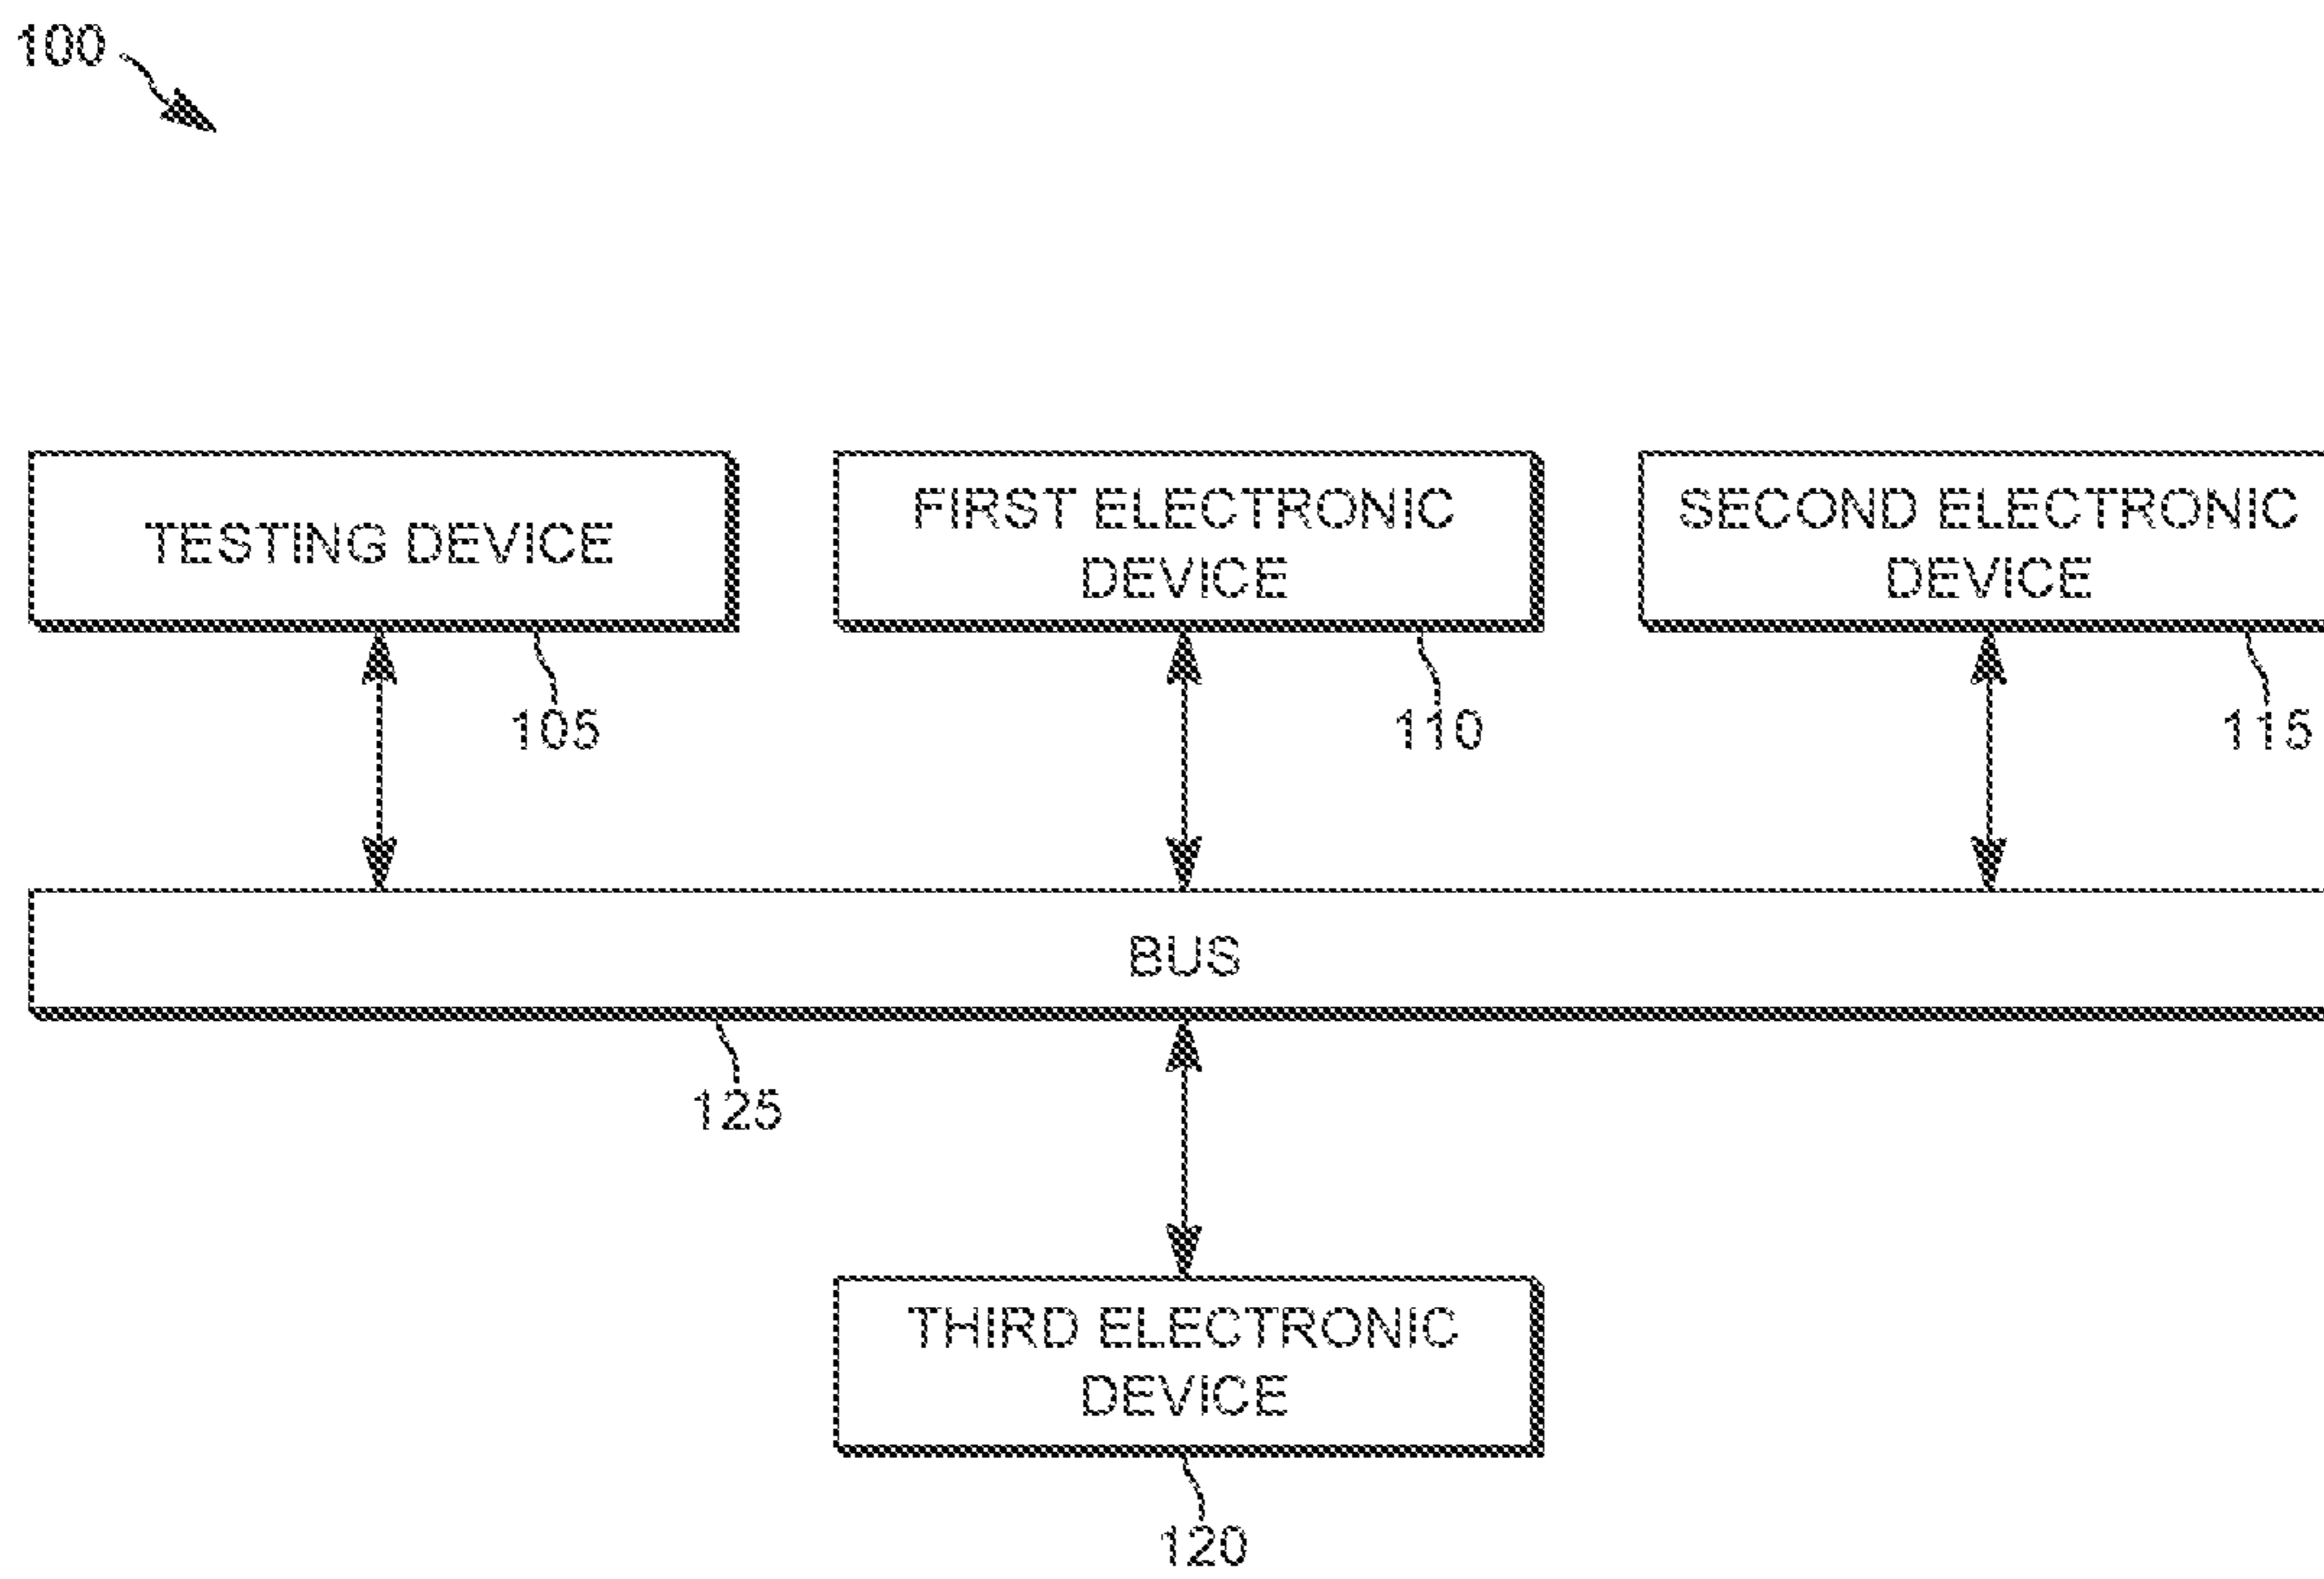 100
TESTING DEVICE
FIRST ELECTRONIC
DEVICE
SECOND ELECTRONIC
DEVICE
105
110
115
BUS
125
THIRD ELECTRONIC
DEVICE
120